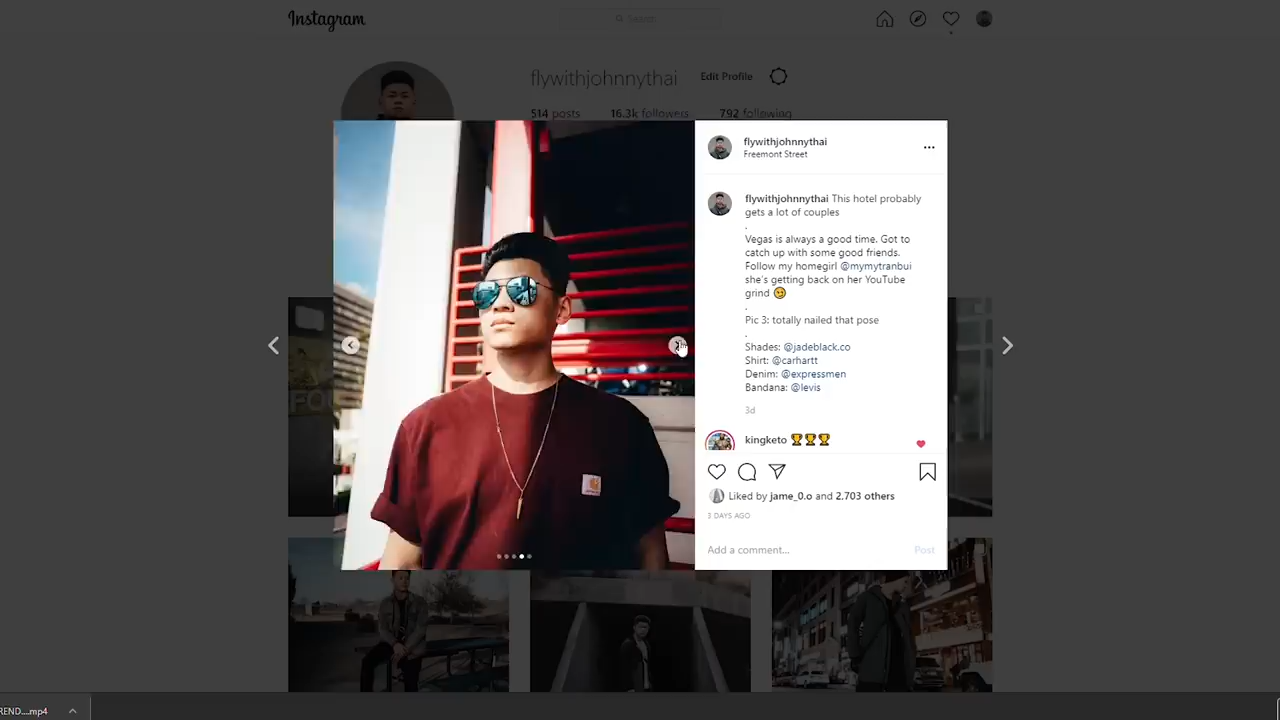 Instagram
Search
flywithjohnnythai Edit Profile
514 posts 16.3k followers 792 following
flywithjohnnythai
Freemont Street
flywithjohnnythai This hotel probably
gets a lot of couples
.
Vegas is always a good time. Got to
catch up with some good friends.
Follow my homegirl @mymytranbui
she's getting back on her YouTube
grind 😏
.
Pic 3: totally nailed that pose
.
Shades: @jadeblack.co
Shirt: @carhartt
Denim: @expressmen
Bandana: @levis
3d
kingketo 🏆🏆🏆
Liked by jame_0.o and 2,703 others
3 DAYS AGO
Add a comment... Post
REND....mp4